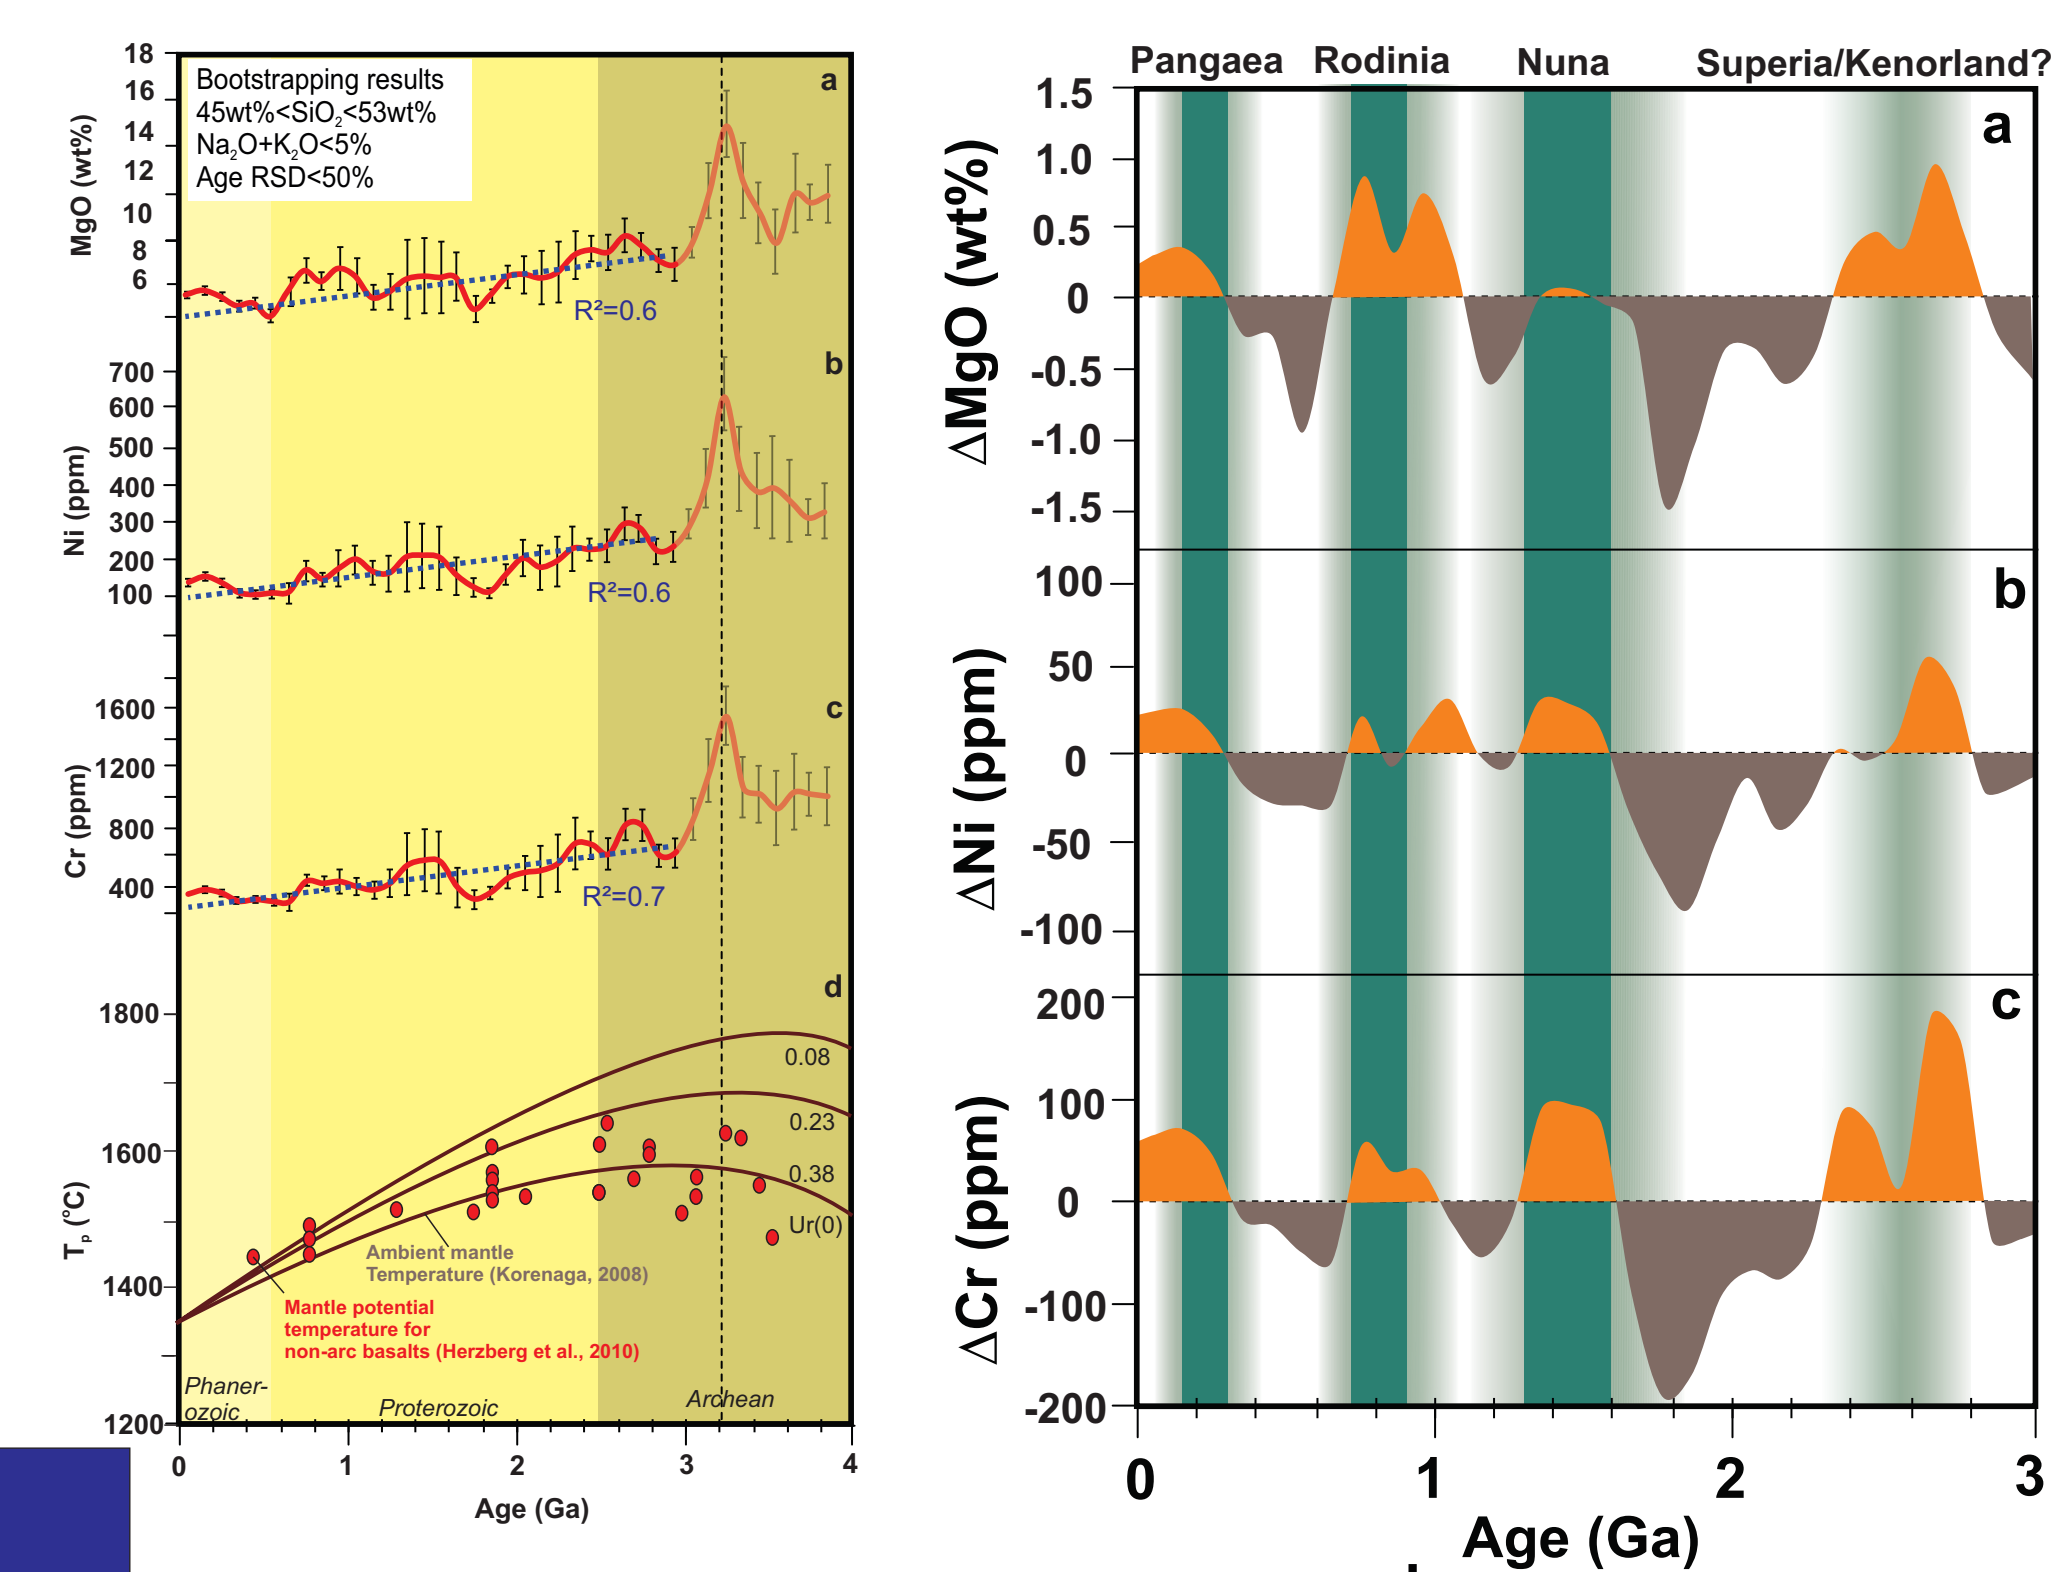 Bootstrapping results
45wt%<SiO2<53wt%
Na2O+K2O<5%
Age RSD<50%
a
MgO (wt%)
18
16
14
12
10
8
6
R²=0.6
b
Ni (ppm)
700
600
500
400
300
200
100
R²=0.6
c
Cr (ppm)
1600
1200
800
400
R²=0.7
d
Tp (°C)
1800
1600
1400
1200
0.08
0.23
0.38
Ur(0)
Ambient mantle
Temperature (Korenaga, 2008)
Mantle potential
temperature for
non-arc basalts (Herzberg et al., 2010)
Phaner-
ozoic
Proterozoic
Archean
0 1 2 3 4
Age (Ga)
Pangaea Rodinia Nuna Superia/Kenorland?
a
ΔMgO (wt%)
1.5
1.0
0.5
0
-0.5
-1.0
-1.5
b
ΔNi (ppm)
100
50
0
-50
-100
c
ΔCr (ppm)
200
100
0
-100
-200
0 1 2 3
Age (Ga)